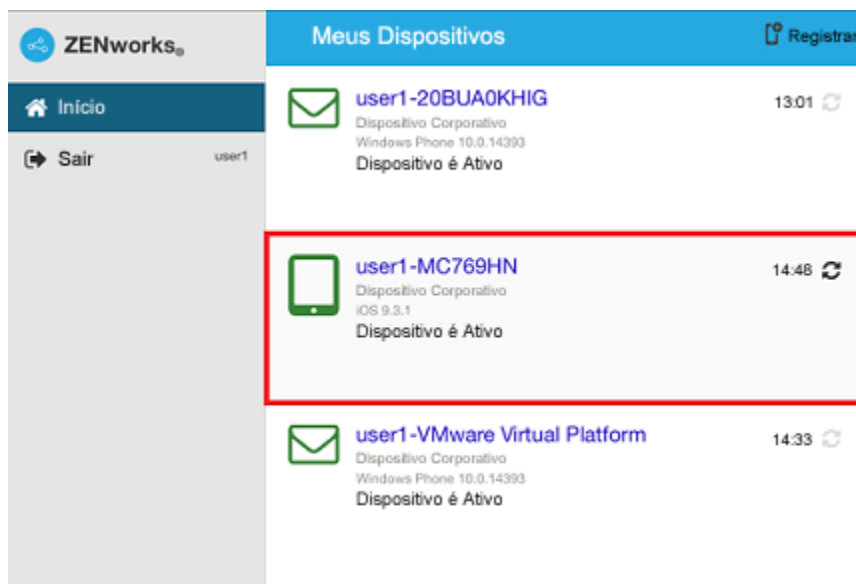 ZENworks®
Meus Dispositivos
Registrar
Início
Sair
user1
user1-20BUA0KHIG
13:01
Dispositivo Corporativo
Windows Phone 10.0.14393
Dispositivo é Ativo
user1-MC769HN
14:48
Dispositivo Corporativo
iOS 9.3.1
Dispositivo é Ativo
user1-VMware Virtual Platform
14:33
Dispositivo Corporativo
Windows Phone 10.0.14393
Dispositivo é Ativo